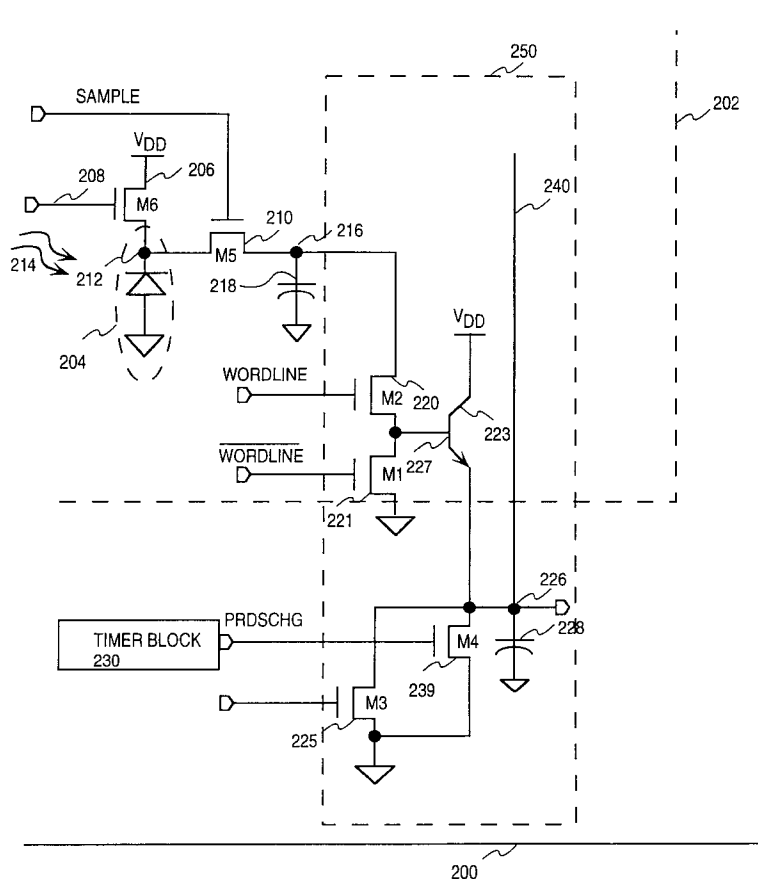 250
202
SAMPLE
VDD
206
208
M6
240
210
216
214
212
M5
218
204
VDD
WORDLINE
M2
220
223
WORDLINE
M1
227
221
226
PRDSCHG
TIMER BLOCK
230
M4
228
239
M3
225
200